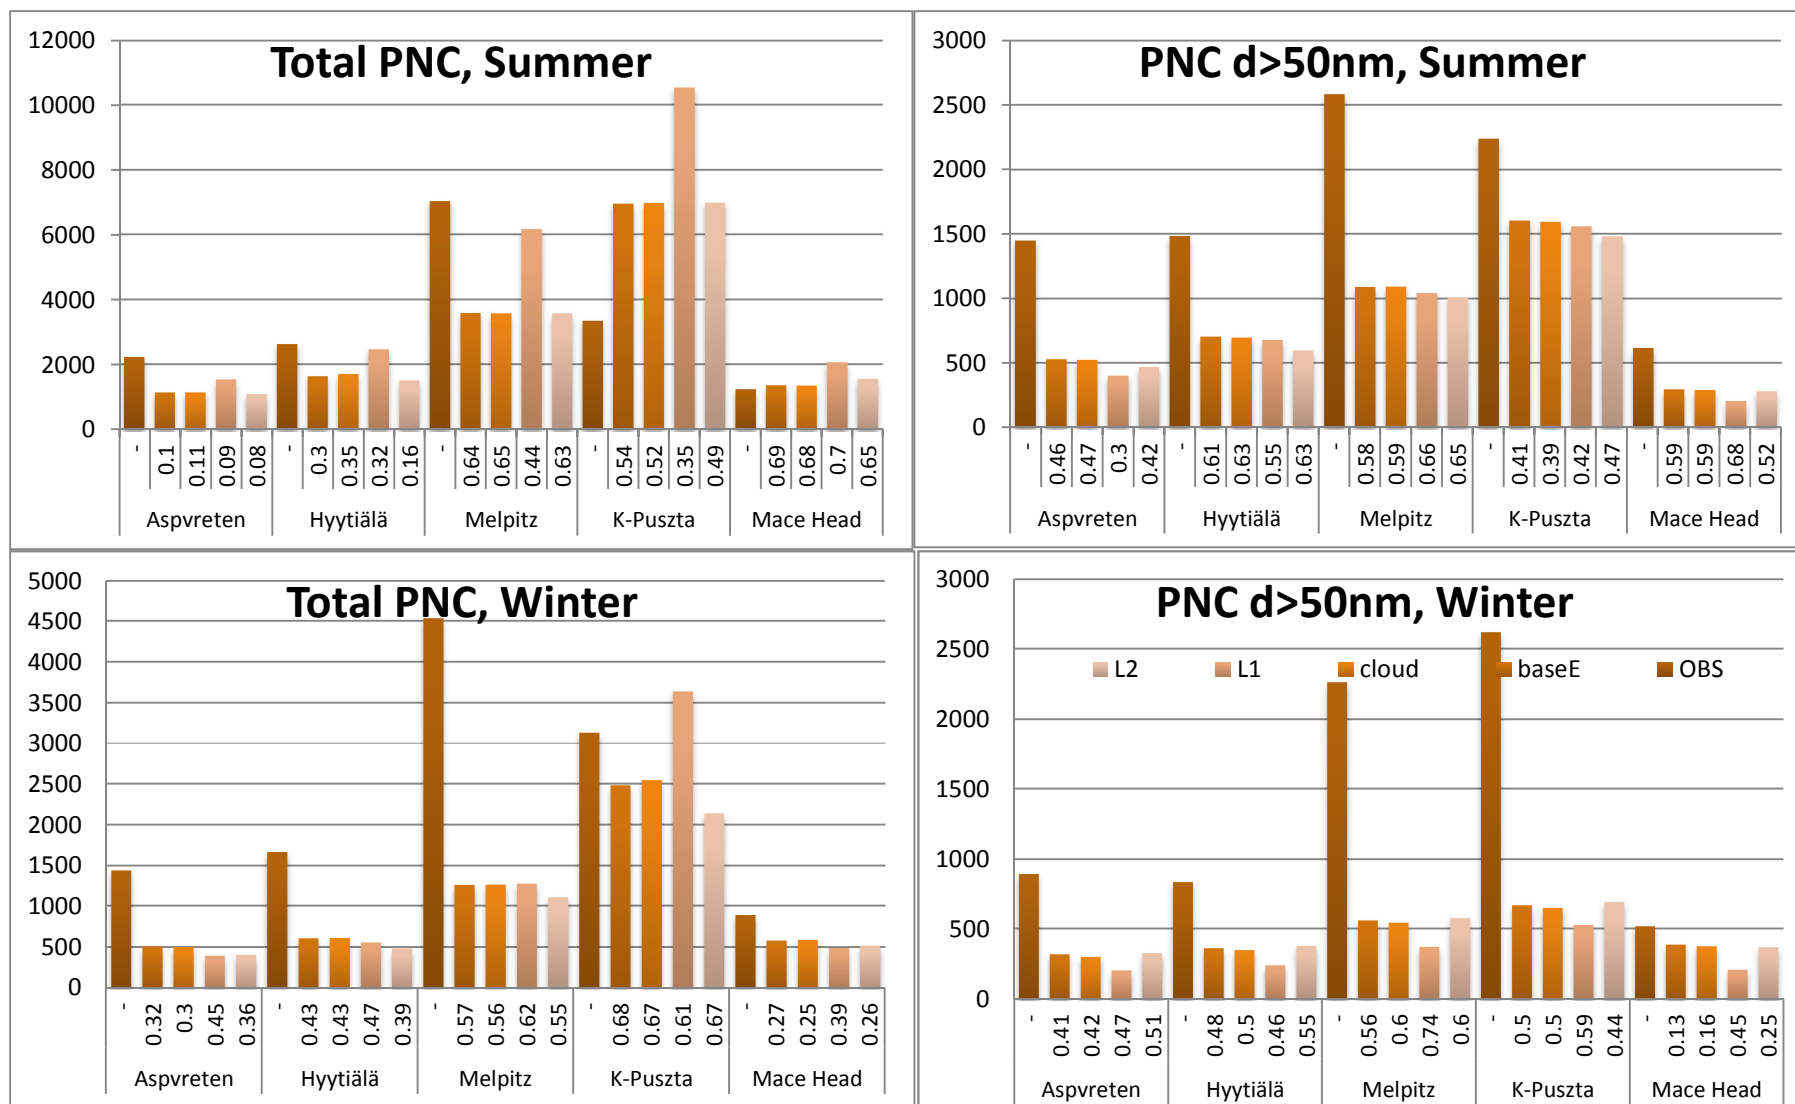 Total PNC, Summer
12000
10000
8000
6000
4000
2000
0
- 0.1 0.11 0.09 0.08 - 0.3 0.35 0.32 0.16 - 0.64 0.65 0.44 0.63 - 0.54 0.52 0.35 0.49 - 0.69 0.68 0.7 0.65
Aspvreten Hyytiälä Melpitz K-Puszta Mace Head
PNC d>50nm, Summer
3000
2500
2000
1500
1000
500
0
- 0.46 0.47 0.3 0.42 - 0.61 0.63 0.55 0.63 - 0.58 0.59 0.66 0.65 - 0.41 0.39 0.42 0.47 - 0.59 0.59 0.68 0.52
Aspvreten Hyytiälä Melpitz K-Puszta Mace Head
Total PNC, Winter
5000
4500
4000
3500
3000
2500
2000
1500
1000
500
0
- 0.32 0.3 0.45 0.36 - 0.43 0.43 0.47 0.39 - 0.57 0.56 0.62 0.55 - 0.68 0.67 0.61 0.67 - 0.27 0.25 0.39 0.26
Aspvreten Hyytiälä Melpitz K-Puszta Mace Head
PNC d>50nm, Winter
L2 L1 cloud baseE OBS
3000
2500
2000
1500
1000
500
0
- 0.41 0.42 0.47 0.51 - 0.48 0.5 0.46 0.55 - 0.56 0.6 0.74 0.6 - 0.5 0.5 0.59 0.44 - 0.13 0.16 0.45 0.25
Aspvreten Hyytiälä Melpitz K-Puszta Mace Head